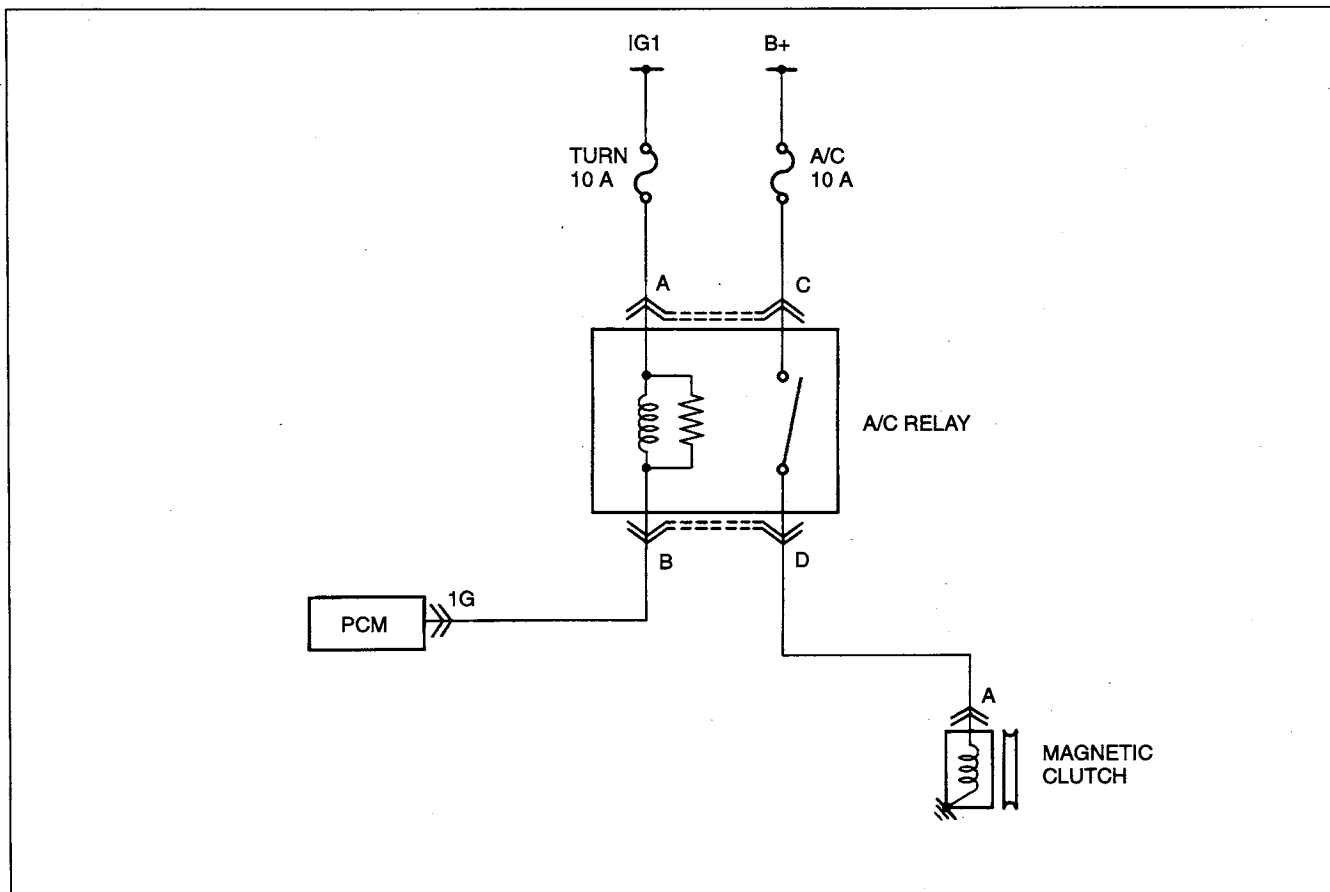 IG1
B+
TURN
10 A
A/C
10 A
A
C
A/C RELAY
B
D
1G
PCM
A
MAGNETIC
CLUTCH